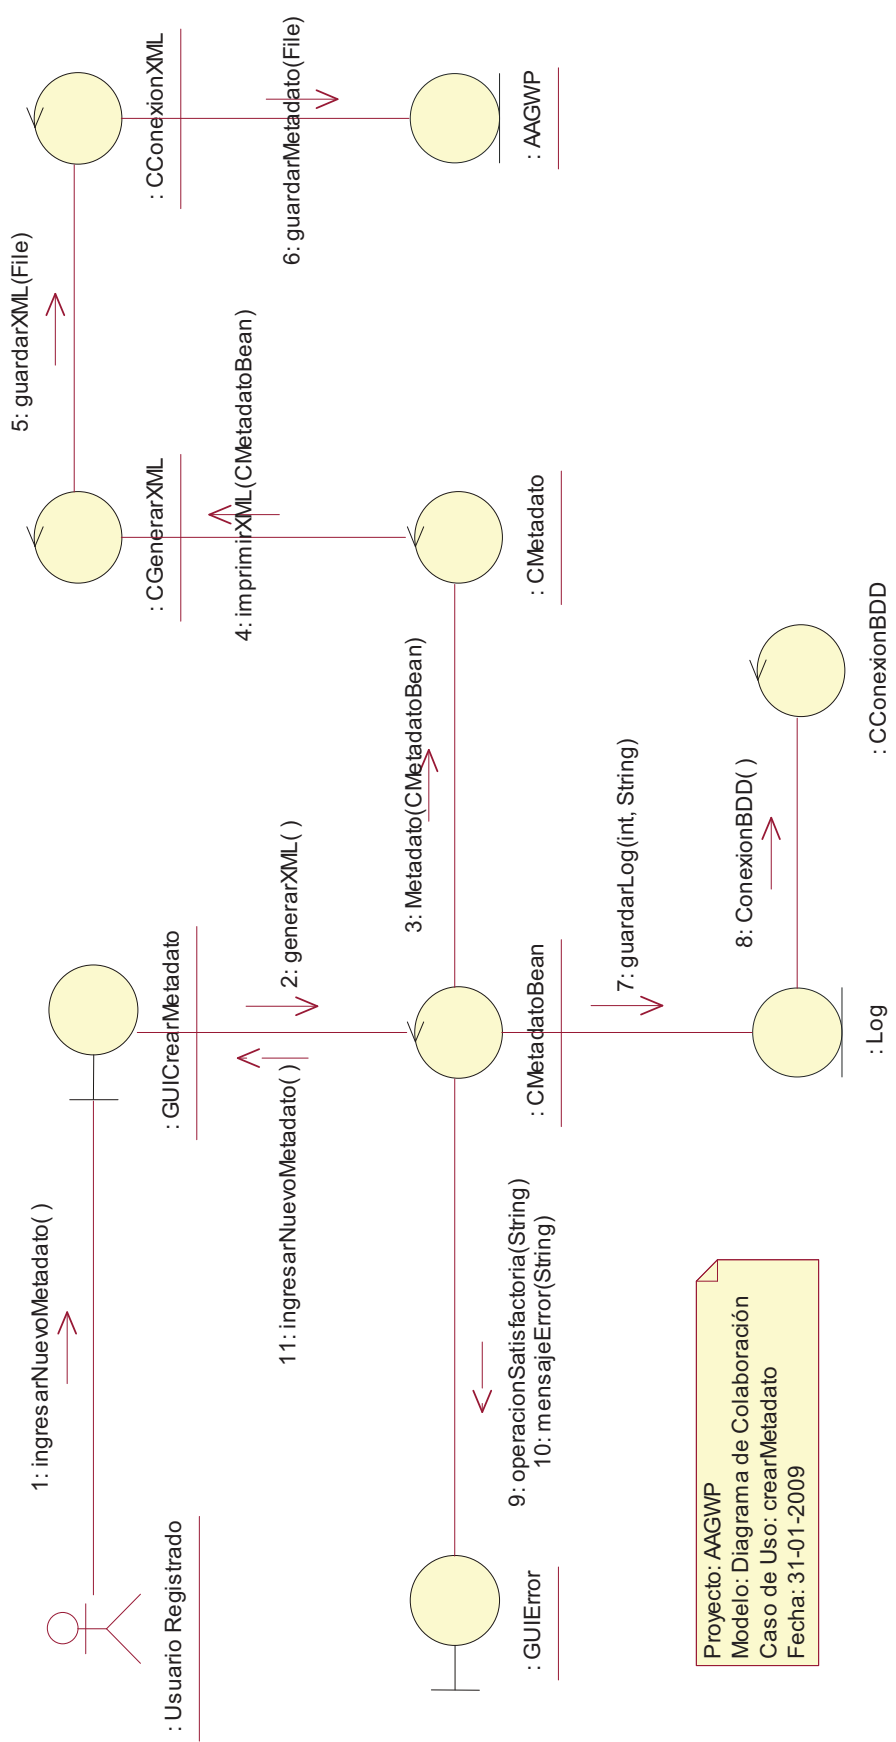 1: ingresarNuevoMetadato( )
: Usuario Registrado
: GUICrearMetadato
2: generarXML( )
11: ingresarNuevoMetadato( )
5: guardarXML(File)
: CGenerarXML
: CConexionXML
4: imprimirXML(CMetadatoBean)
6: guardarMetadato(File)
3: Metadato(CMetadatoBean)
9: operacionSatisfactoria(String)
10: mensajeError(String)
: GUIError
: CMetadatoBean
: CMetadato
: AAGWP
7: guardarLog(int, String)
8: ConexionBDD( )
: Log
: CConexionBDD
Proyecto: AAGWP
Modelo: Diagrama de Colaboración
Caso de Uso: crearMetadato
Fecha: 31-01-2009